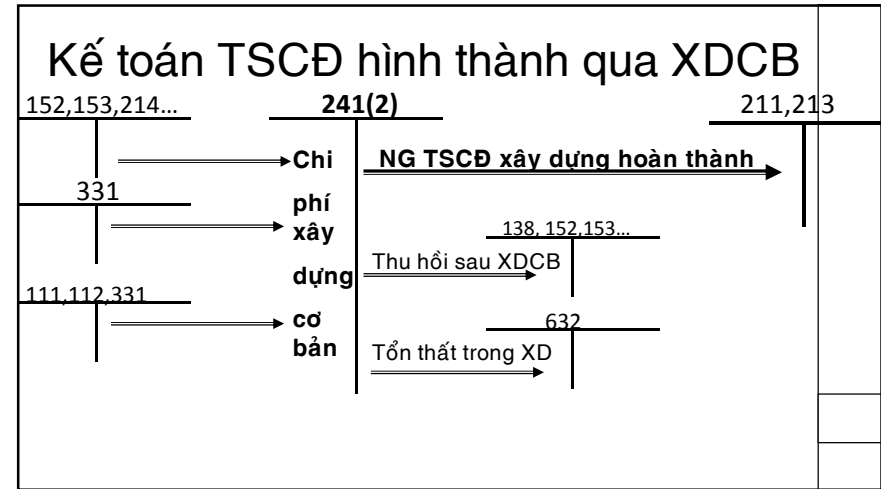 Kế toán TSCĐ hình thành qua XDCB
152,153,214...
241(2)
211,213
Chi
NG TSCĐ xây dựng hoàn thành
331
phí
xây
138, 152,153...
dựng
Thu hồi sau XDCB
111,112,331
cơ
632
bản
Tổn thất trong XD